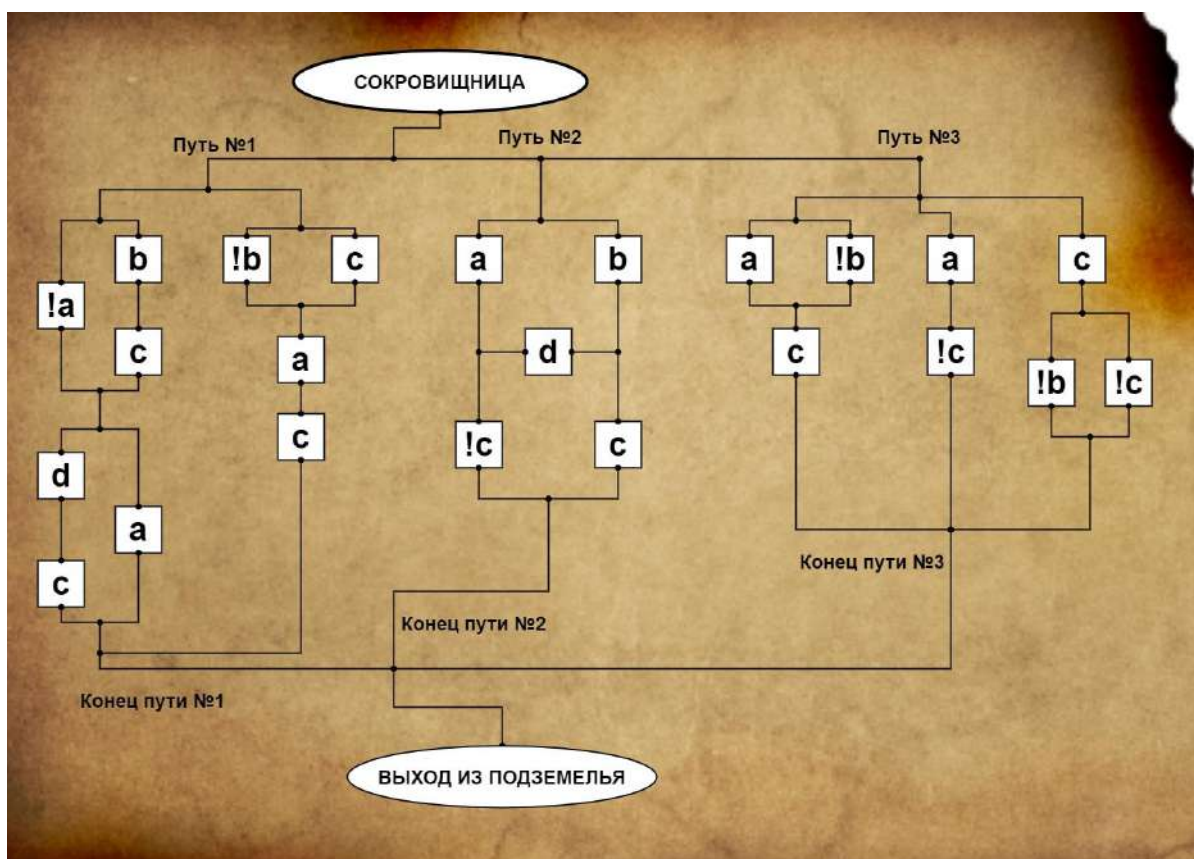 СОКРОВИЩНИЦА
Путь №1
Путь №2
Путь №3
b
!b
c
a
b
a
!b
a
c
!a
c
a
d
c
!c
!b
!c
c
!c
c
d
a
c
Конец пути №3
Конец пути №2
Конец пути №1
ВЫХОД ИЗ ПОДЗЕМЕЛЬЯ